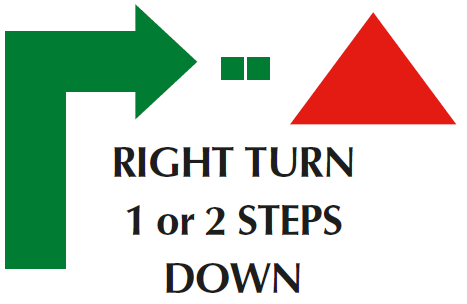 RIGHT TURN
1 or 2 STEPS
DOWN